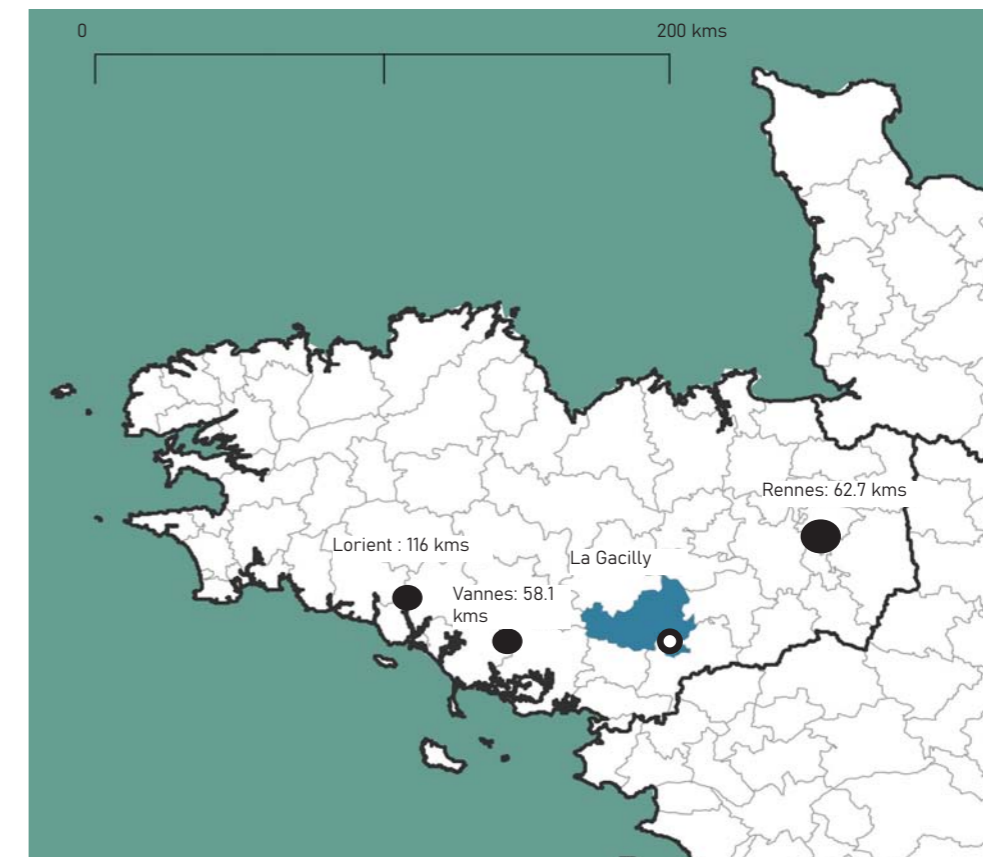 0
200 kms
Rennes: 62.7 kms
Lorient : 116 kms
La Gacilly
Vannes: 58.1
kms